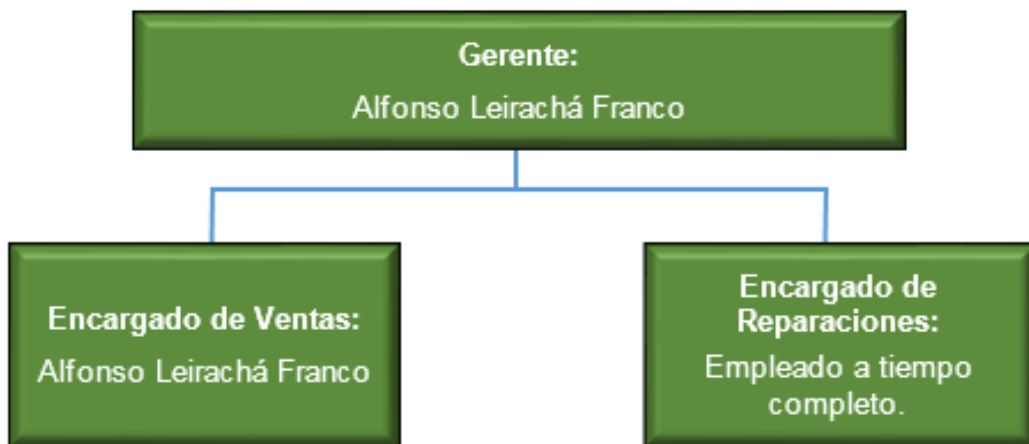 Gerente:
Alfonso Leirachá Franco
Encargado de Ventas:
Alfonso Leirachá Franco
Encargado de
Reparaciones:
Empleado a tiempo
completo.